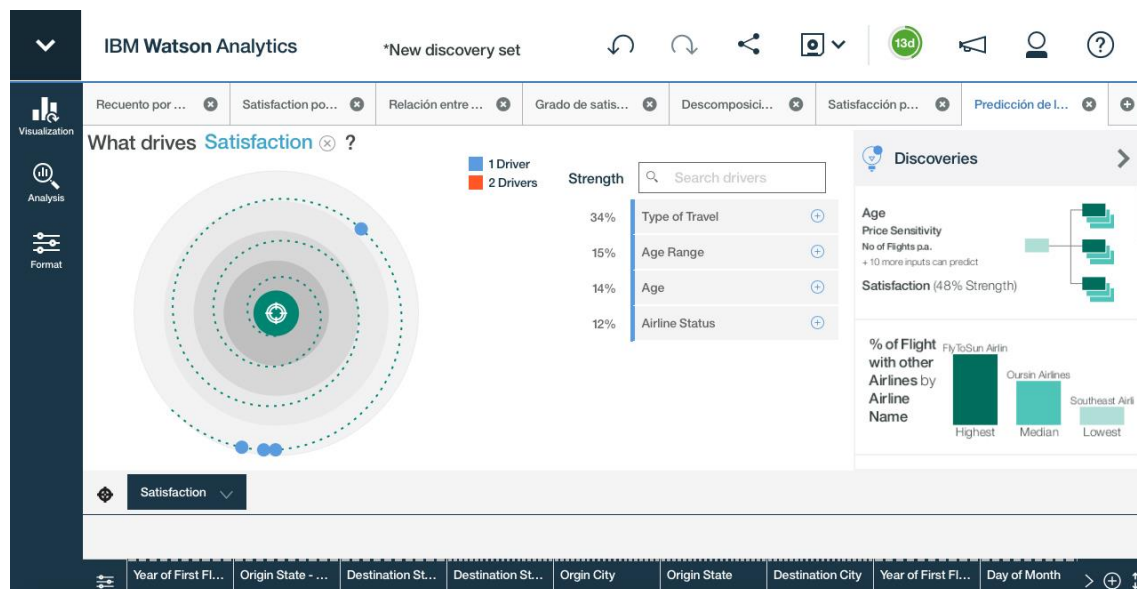 IBM Watson Analytics
*New discovery set
13d
?
Visualization
Analysis
Format
Recuento por ...
Satisfaction po...
Relación entre ...
Grado de satis...
Descomposici...
Satisfacción p...
Predicción de l...
What drives Satisfaction ?
1 Driver
2 Drivers
Strength
Search drivers
34% Type of Travel
15% Age Range
14% Age
12% Airline Status
Discoveries
Age
Price Sensitivity
No of Flights p.a.
+ 10 more inputs can predict
Satisfaction (48% Strength)
% of Flight
with other
Airlines by
Airline
Name
FlyToSun Airlin
Oursin Airlines
Southeast Airli
Highest
Median
Lowest
Satisfaction
Year of First Fl...
Origin State - ...
Destination St...
Destination St...
Orgin City
Origin State
Destination City
Year of First Fl...
Day of Month